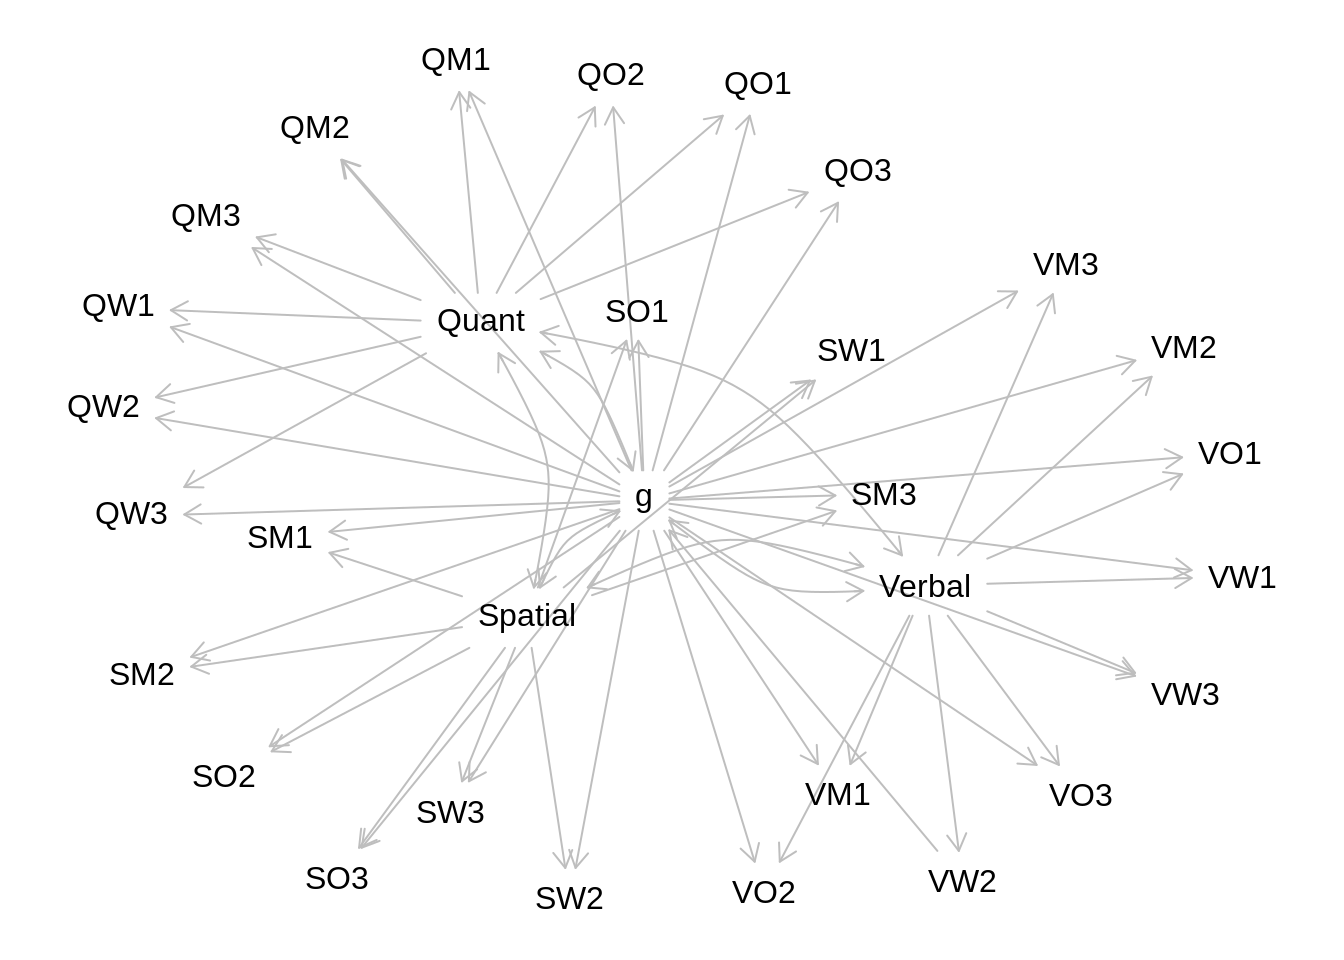 QM1
QO2
QO1
QM2
QO3
QM3
VM3
QW1
Quant
SO1
SW1
VM2
QW2
VO1
g
SM3
QW3
SM1
VW1
Verbal
Spatial
SM2
VW3
SO2
VM1
VO3
SW3
SO3
VW2
VO2
SW2